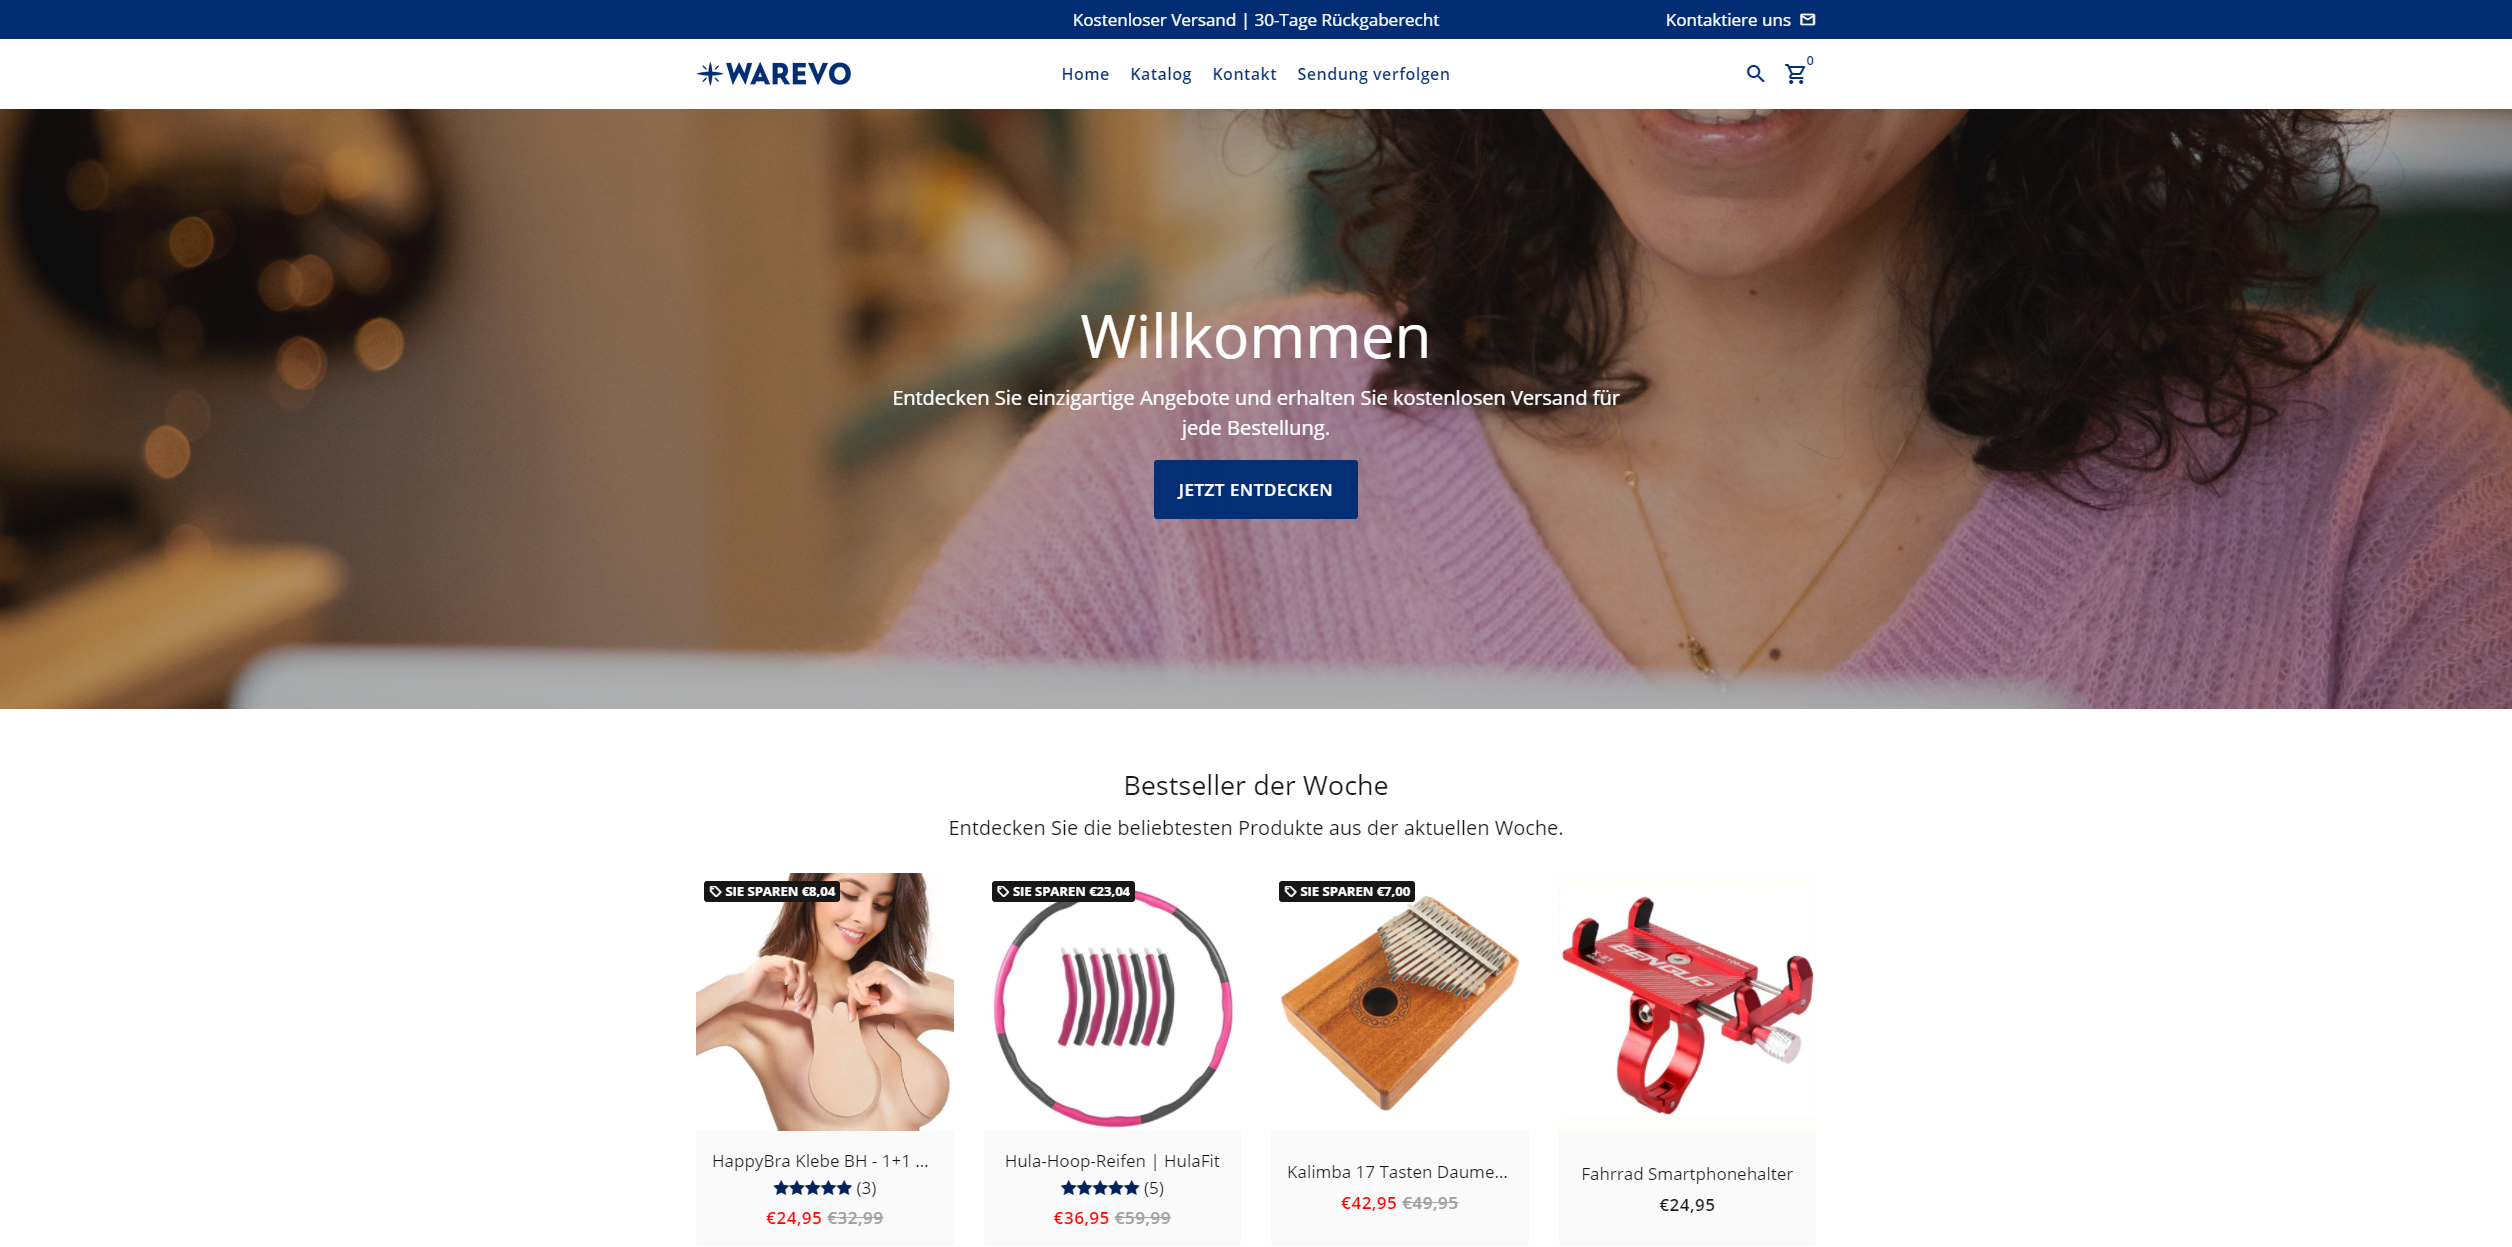 Kostenloser Versand | 30-Tage Rückgaberecht
Kontaktiere uns
WAREVO
Home Katalog Kontakt Sendung verfolgen
0
Willkommen
Entdecken Sie einzigartige Angebote und erhalten Sie kostenlosen Versand für
jede Bestellung.
JETZT ENTDECKEN
Bestseller der Woche
Entdecken Sie die beliebtesten Produkte aus der aktuellen Woche.
SIE SPAREN €8,04
HappyBra Klebe BH - 1+1 ...
(3)
€24,95 €32,99
SIE SPAREN €23,04
Hula-Hoop-Reifen | HulaFit
(5)
€36,95 €59,99
SIE SPAREN €7,00
Kalimba 17 Tasten Daume...
€42,95 €49,95
GUB
Fahrrad Smartphonehalter
€24,95